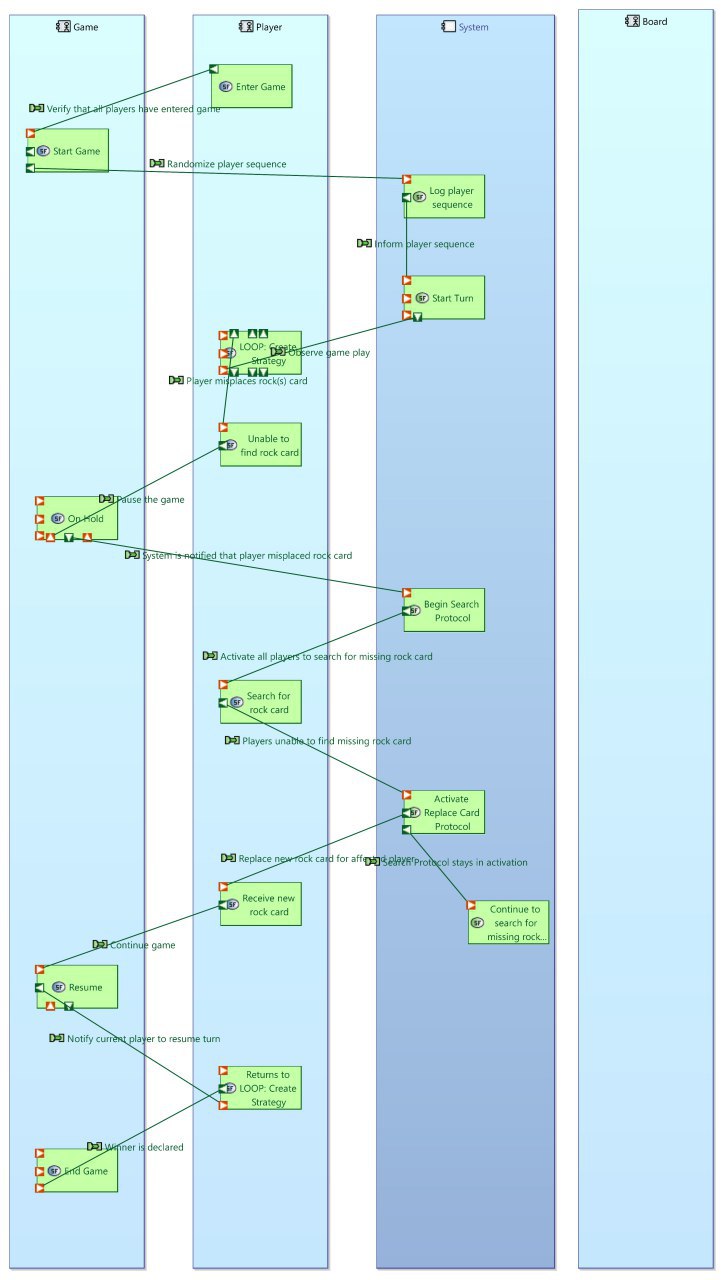 Game
Player
System
Board
Enter Game
Verify that all players have entered game
Start Game
Randomize player sequence
Log player
sequence
Inform player sequence
Start Turn
LOOP: Create
Strategy
Observe game play
Player misplaces rock(s) card
Unable to
find rock card
Pause the game
On Hold
System is notified that player misplaced rock card
Begin Search
Protocol
Activate all players to search for missing rock card
Search for
rock card
Players unable to find missing rock card
Activate
Replace Card
Protocol
Replace new rock card for affected player
Search Protocol stays in activation
Receive new
rock card
Continue to
search for
missing rock...
Continue game
Resume
Notify current player to resume turn
Returns to
LOOP: Create
Strategy
Winner is declared
End Game